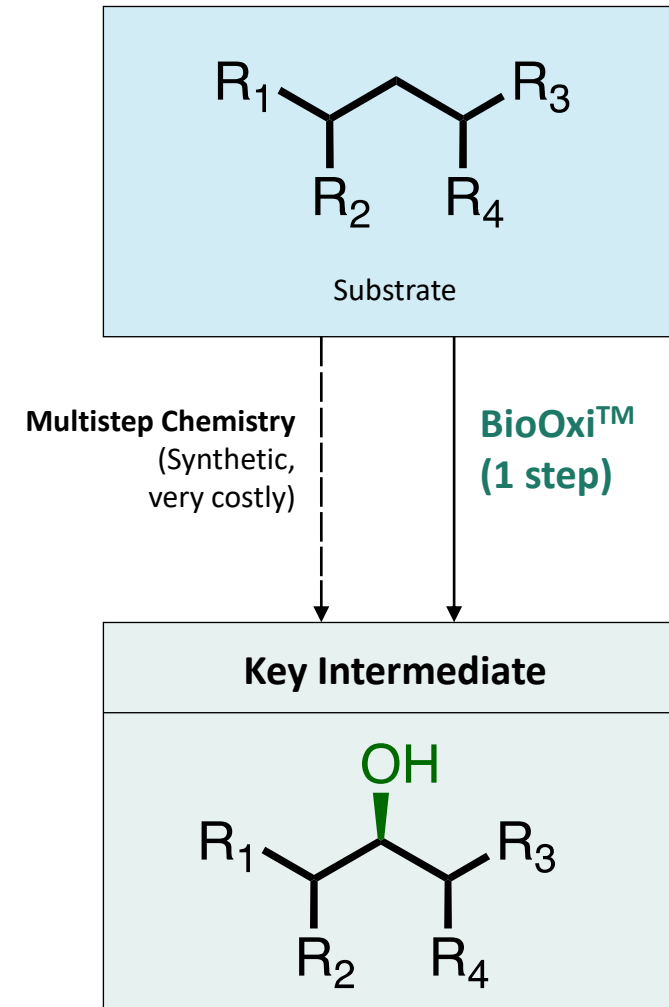 R1 R3
R2 R4
Substrate
Multistep Chemistry
(Synthetic,
very costly)
BioOxi™
(1 step)
Key Intermediate
OH
R1 R3
R2 R4